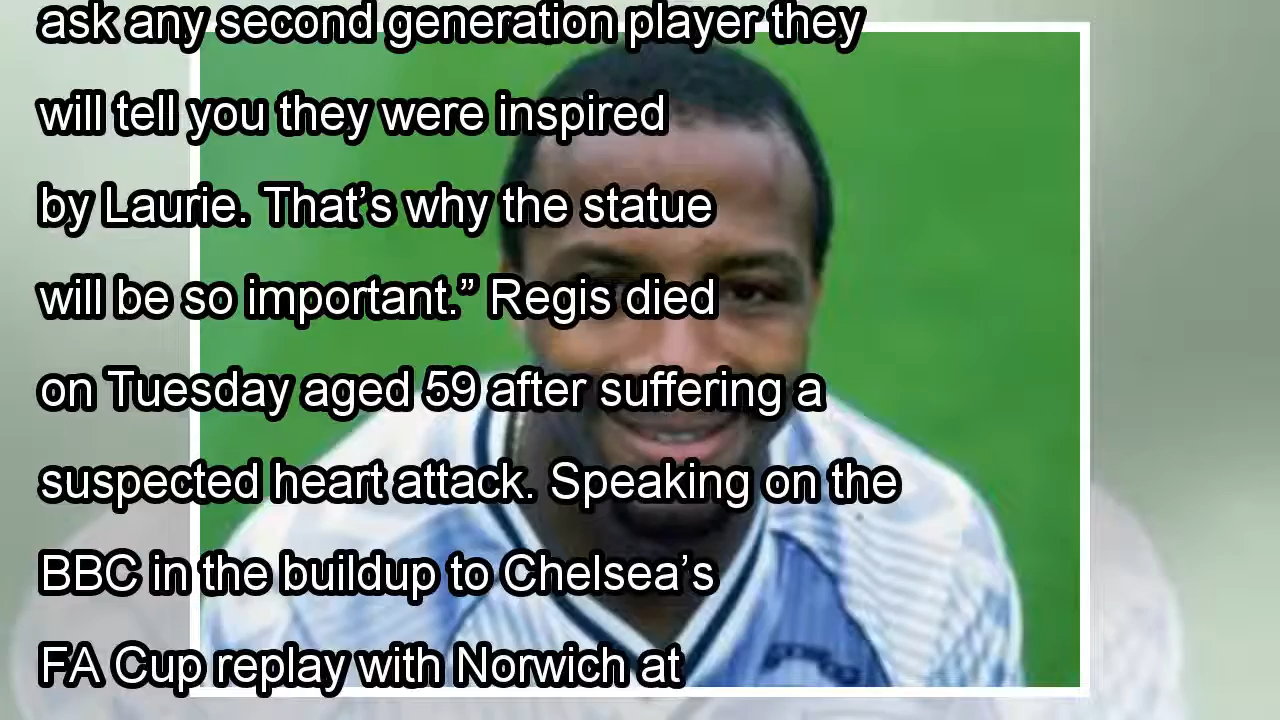 ask any second generation player they
will tell you they were inspired
by Laurie. That’s why the statue
will be so important.” Regis died
on Tuesday aged 59 after suffering a
suspected heart attack. Speaking on the
BBC in the buildup to Chelsea’s
FA Cup replay with Norwich at